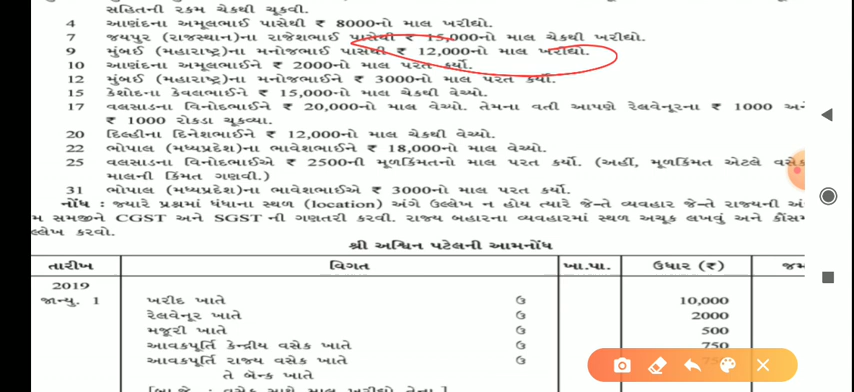 સહિતની રકમ ચેકથી ચૂકવી.
4 આણંદના અમૂલભાઈ પાસેથી ₹ 8000નો માલ ખરીદ્યો.
7 જયપુર (રાજસ્થાન)ના રાજેશભાઈ પાસેથી ₹ 15,000નો માલ ચેકથી ખરીદ્યો.
9 મુંબઈ (મહારાષ્ટ્ર)ના મનોજભાઈ પાસેથી ₹ 12,000નો માલ ખરીદ્યો.
10 આણંદના અમૂલભાઈને ₹ 2000નો માલ પરત કર્યો.
12 મુંબઈ (મહારાષ્ટ્ર)ના મનોજભાઈને ₹ 3000નો માલ પરત કર્યો.
15 કેશોદના કેવલભાઈને ₹ 15,000નો માલ ચેકથી વેચ્યો.
17 વલસાડના વિનોદભાઈને ₹ 20,000નો માલ વેચ્યો. તેમના વતી આપણે રેલવેનૂરના ₹ 1000 અને
₹ 1000 રોકડા ચૂકવ્યા.
20 દિલ્હીના દિનેશભાઈને ₹ 12,000નો માલ ચેકથી વેચ્યો.
22 ભોપાલ (મધ્યપ્રદેશ)ના ભાવેશભાઈને ₹ 18,000નો માલ વેચ્યો.
25 વલસાડના વિનોદભાઈએ ₹ 2500ની મૂળકિંમતનો માલ પરત કર્યો. (અહીં, મૂળકિંમત એટલે વસેક
માલની કિંમત ગણવી.)
31 ભોપાલ (મધ્યપ્રદેશ)ના ભાવેશભાઈએ ₹ 3000નો માલ પરત કર્યો.
નોંધ : જ્યારે પ્રશ્નમાં ધંધાના સ્થળ (location) અંગે ઉલ્લેખ ન હોય ત્યારે જે-તે વ્યવહાર જે-તે રાજ્યની અં
મ સમજીને CGST અને SGST ની ગણતરી કરવી. રાજ્ય બહારના વ્યવહારમાં સ્થળ અચૂક લખવું અને કૌંસમ
લ્લેખ કરવો.
શ્રી અશ્વિન પટેલની આમનોંધ
તારીખ વિગત ખા.પા. ઉધાર (₹) જમ
2019
જાન્યુ. 1 ખરીદ ખાતે ઉ 10,000
રેલવેનૂર ખાતે ઉ 2000
મજૂરી ખાતે ઉ 500
આવકપૂર્તિ કેન્દ્રીય વસેક ખાતે ઉ 750
આવકપૂર્તિ રાજ્ય વસેક ખાતે ઉ
તે બેન્ક ખાતે